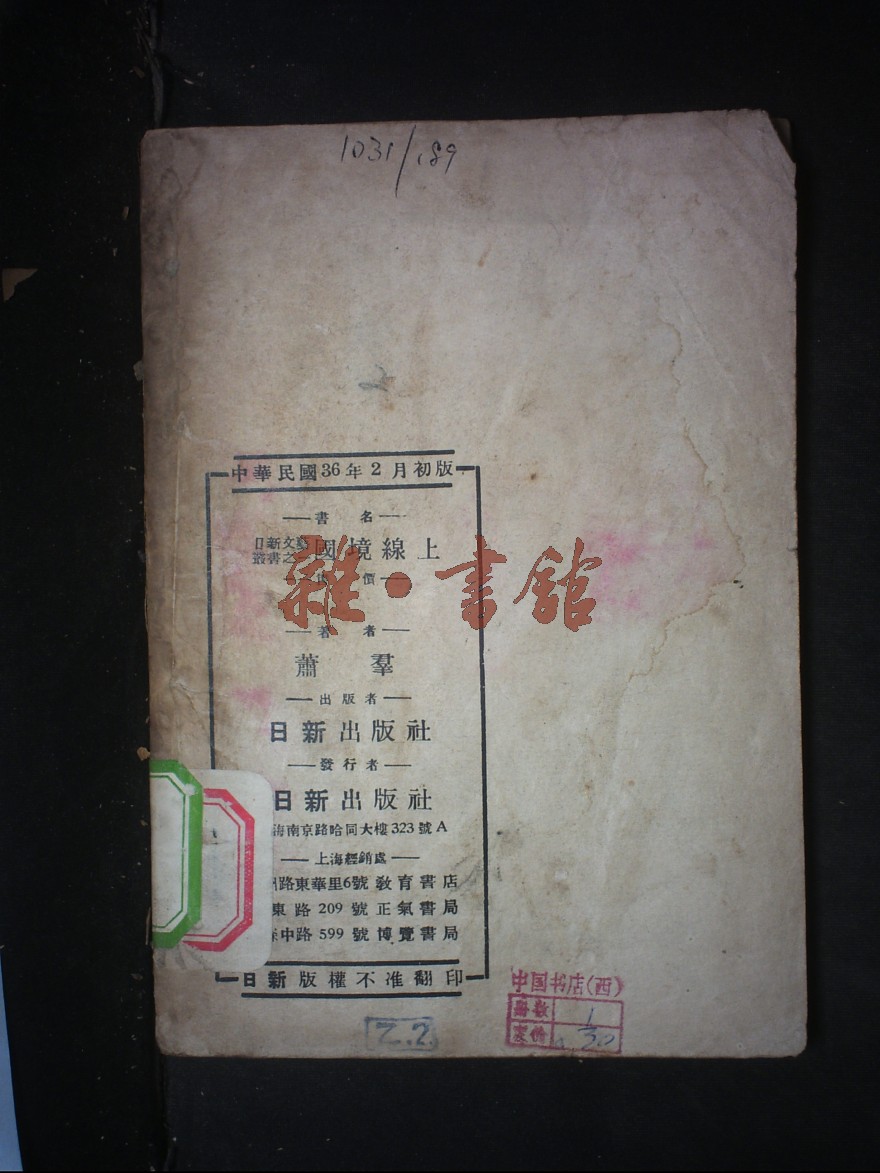 1031/189
中華民國36年2月初版
書名
日新文藝
叢書之
國境線上
價
雜·書館
著者
蕭羣
出版者
日新出版社
發行者
日新出版社
海南京路哈同大樓323號A
上海經銷處
路東華里6號教育書店
東路209號正氣書局
中路599號博覽書局
日新版權不准翻印
中国书店(西)
冊数 1
定价 0.30
Z.2.